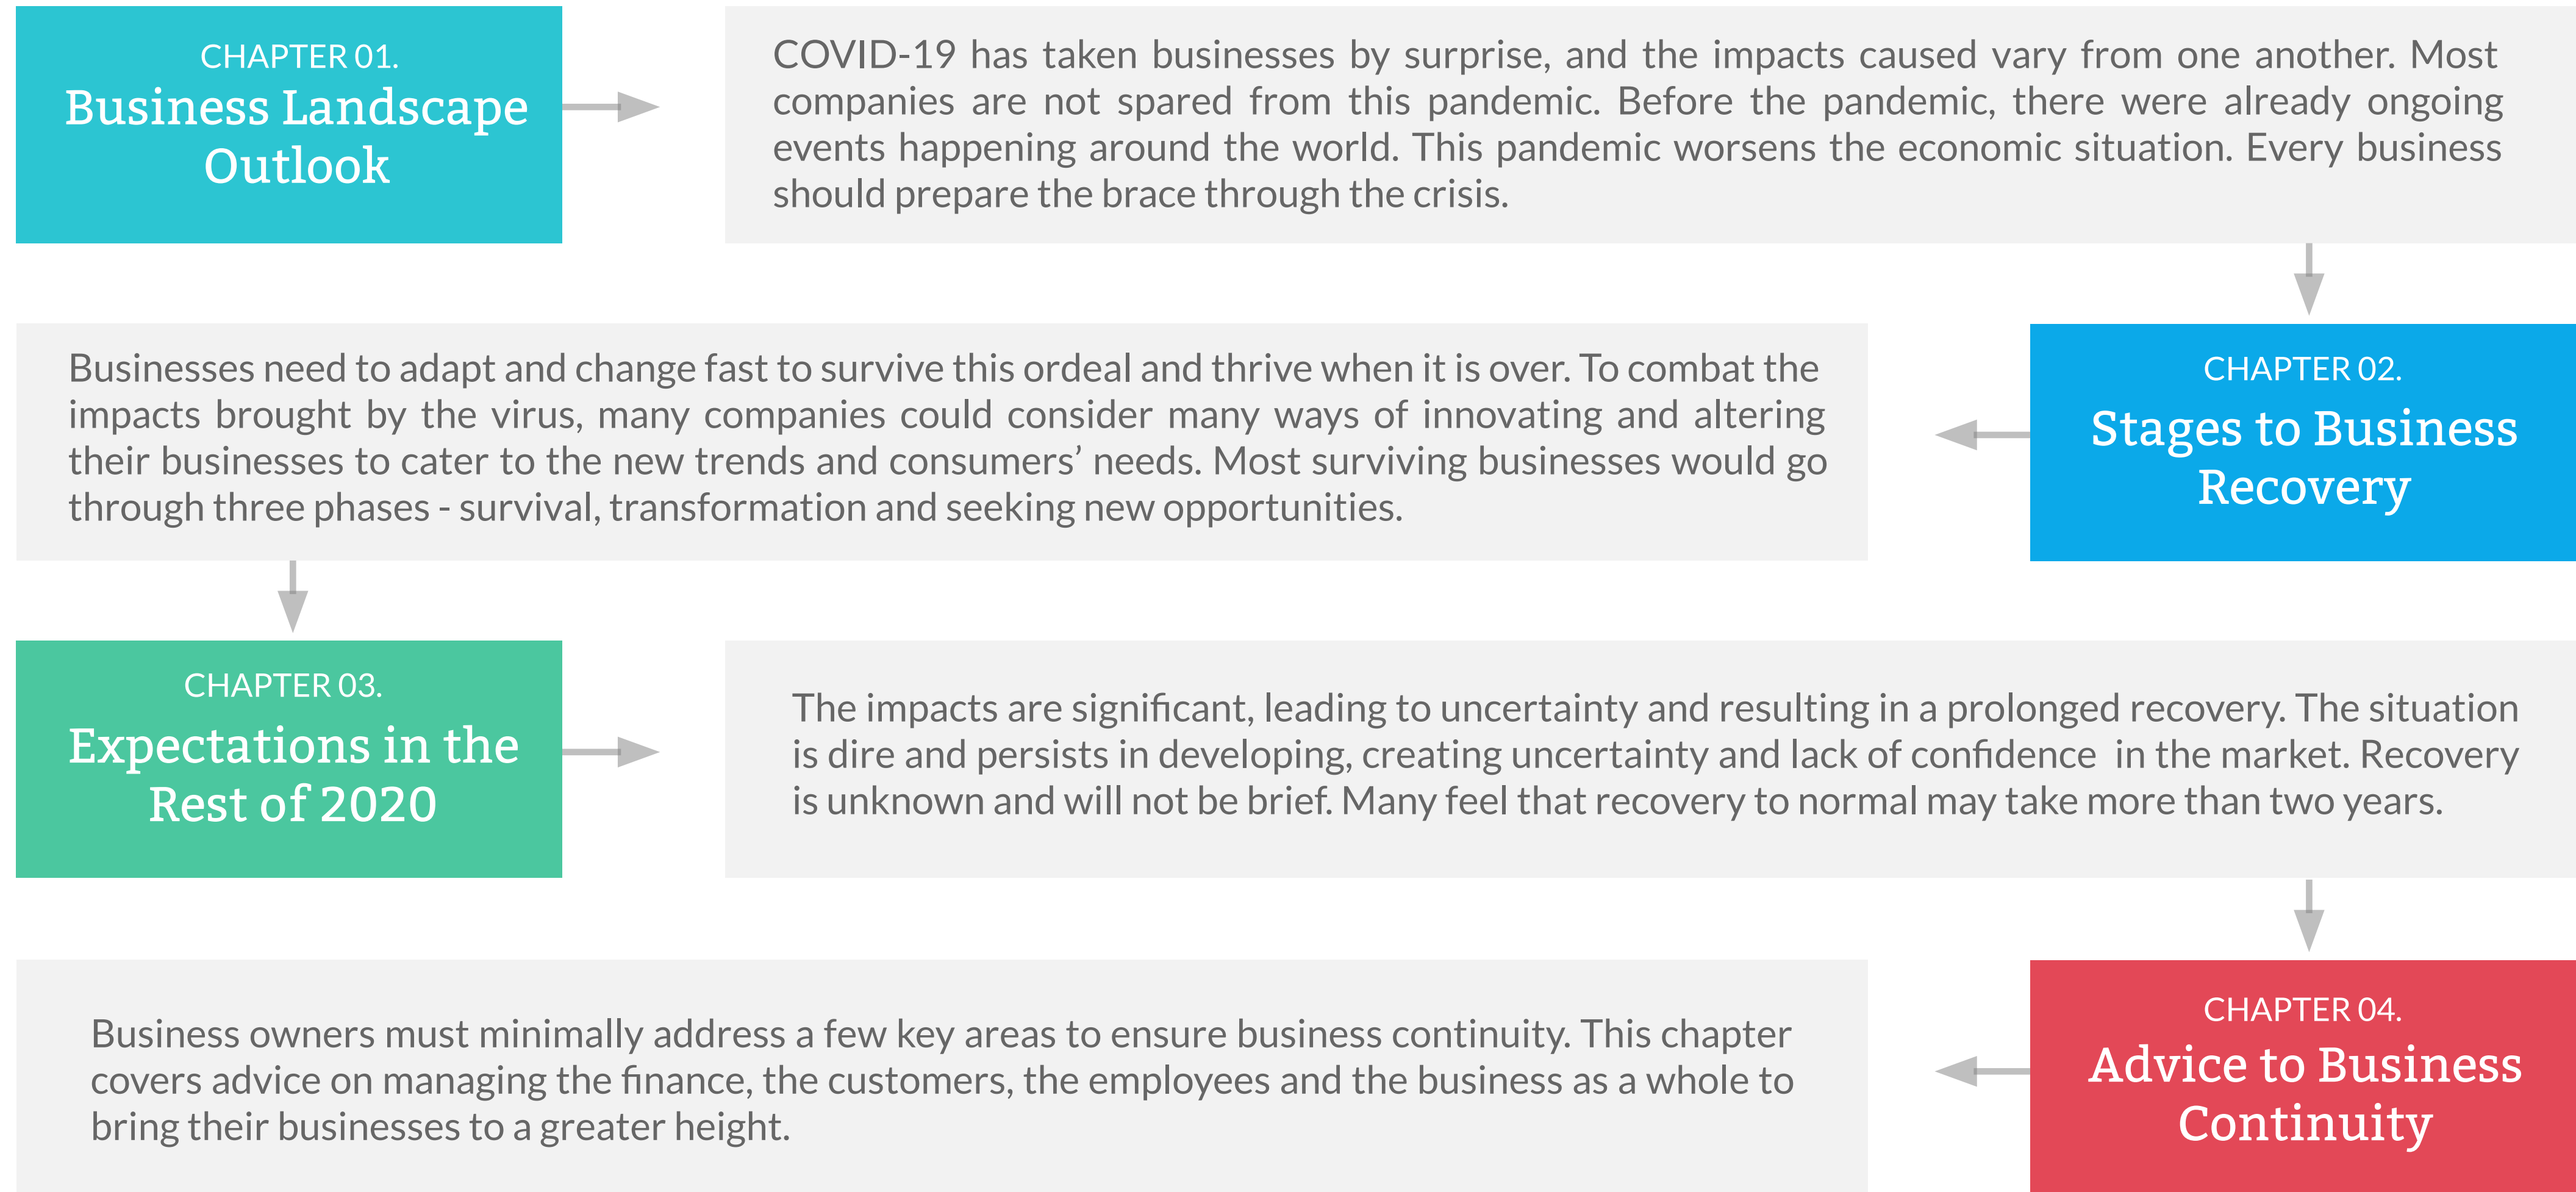 CHAPTER 01.
Business Landscape
Outlook
COVID-19 has taken businesses by surprise, and the impacts caused vary from one another. Most
companies are not spared from this pandemic. Before the pandemic, there were already ongoing
events happening around the world. This pandemic worsens the economic situation. Every business
should prepare the brace through the crisis.
CHAPTER 02.
Stages to Business
Recovery
Businesses need to adapt and change fast to survive this ordeal and thrive when it is over. To combat the
impacts brought by the virus, many companies could consider many ways of innovating and altering
their businesses to cater to the new trends and consumers’ needs. Most surviving businesses would go
through three phases - survival, transformation and seeking new opportunities.
CHAPTER 03.
Expectations in the
Rest of 2020
The impacts are significant, leading to uncertainty and resulting in a prolonged recovery. The situation
is dire and persists in developing, creating uncertainty and lack of confidence in the market. Recovery
is unknown and will not be brief. Many feel that recovery to normal may take more than two years.
CHAPTER 04.
Advice to Business
Continuity
Business owners must minimally address a few key areas to ensure business continuity. This chapter
covers advice on managing the finance, the customers, the employees and the business as a whole to
bring their businesses to a greater height.